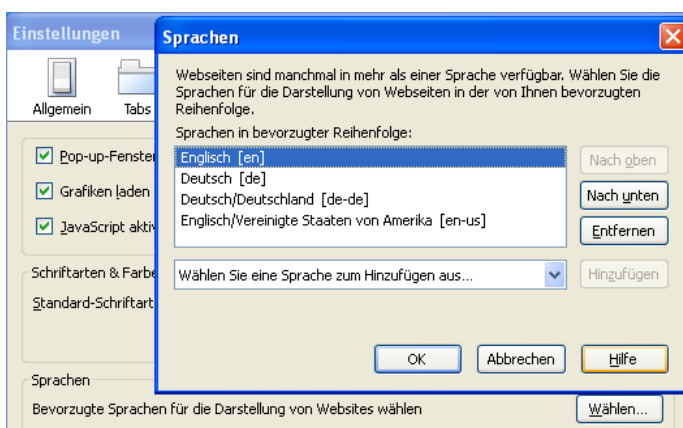 Einstellungen
Sprachen
Allgemein
Tabs
Webseiten sind manchmal in mehr als einer Sprache verfügbar. Wählen Sie die
Sprachen für die Darstellung von Webseiten in der von Ihnen bevorzugten
Reihenfolge.
Sprachen in bevorzugter Reihenfolge:
Englisch [en]
Deutsch [de]
Deutsch/Deutschland [de-de]
Englisch/Vereinigte Staaten von Amerika [en-us]
Nach oben
Nach unten
Entfernen
Wählen Sie eine Sprache zum Hinzufügen aus...
Hinzufügen
OK
Abbrechen
Hilfe
Pop-up-Fenster
Grafiken laden
JavaScript aktiv
Schriftarten & Farbe
Standard-Schriftart
Sprachen
Bevorzugte Sprachen für die Darstellung von Websites wählen
Wählen...